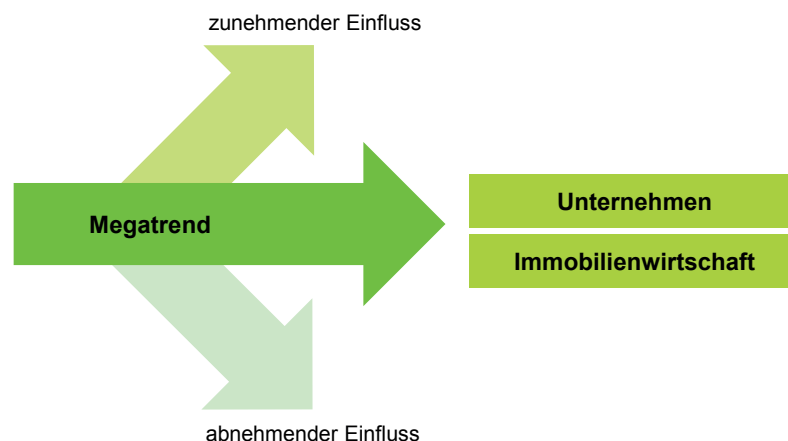 zunehmender Einfluss
Megatrend
Unternehmen
Immobilienwirtschaft
abnehmender Einfluss